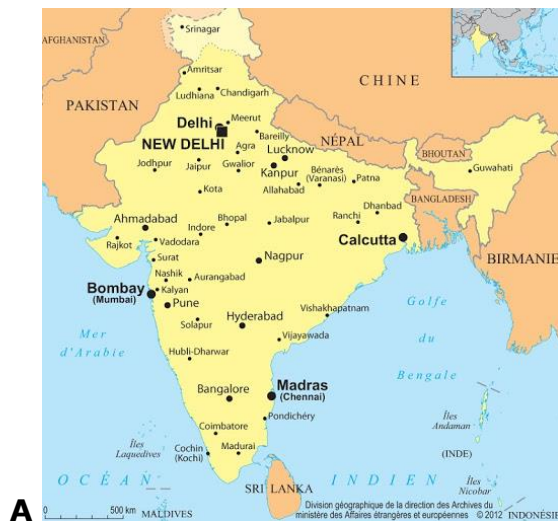 AFGHANISTAN
Srinagar
CHINE
Amritsar
PAKISTAN
Ludhiana
Chandigarh
Delhi
Meerut
NEW DELHI
Bareilly
NÉPAL
BHOUTAN
Agra
Lucknow
Jodhpur
Jaipur
Gwalior
Kanpur
Bénarès
(Varanasi)
Patna
Guwahati
Kota
Allahabad
BANGLADESH
Dhanbad
Ahmadabad
Bhopal
Jabalpur
Ranchi
Indore
Rajkot
Vadodara
Calcutta
BIRMANIE
Surat
Nagpur
Nashik
Aurangabad
Bombay
(Mumbai)
Kalyan
Pune
Vishakhapatnam
Golfe
Mer
d'Arabie
Solapur
Hyderabad
du
Vijayawada
Hubli-Dharwar
Bengale
Bangalore
Madras
(Chennai)
Îles
Andaman
Pondichéry
Îles
Laquedives
Coimbatore
(INDE)
Cochin
(Kochi)
Madurai
Îles
Nicobar
OCÉAN
SRI LANKA
INDIEN
A
0
500 km
MALDIVES
Division géographique de la direction des Archives du
ministère des Affaires étrangères et européennes © 2012
INDONÉSIE